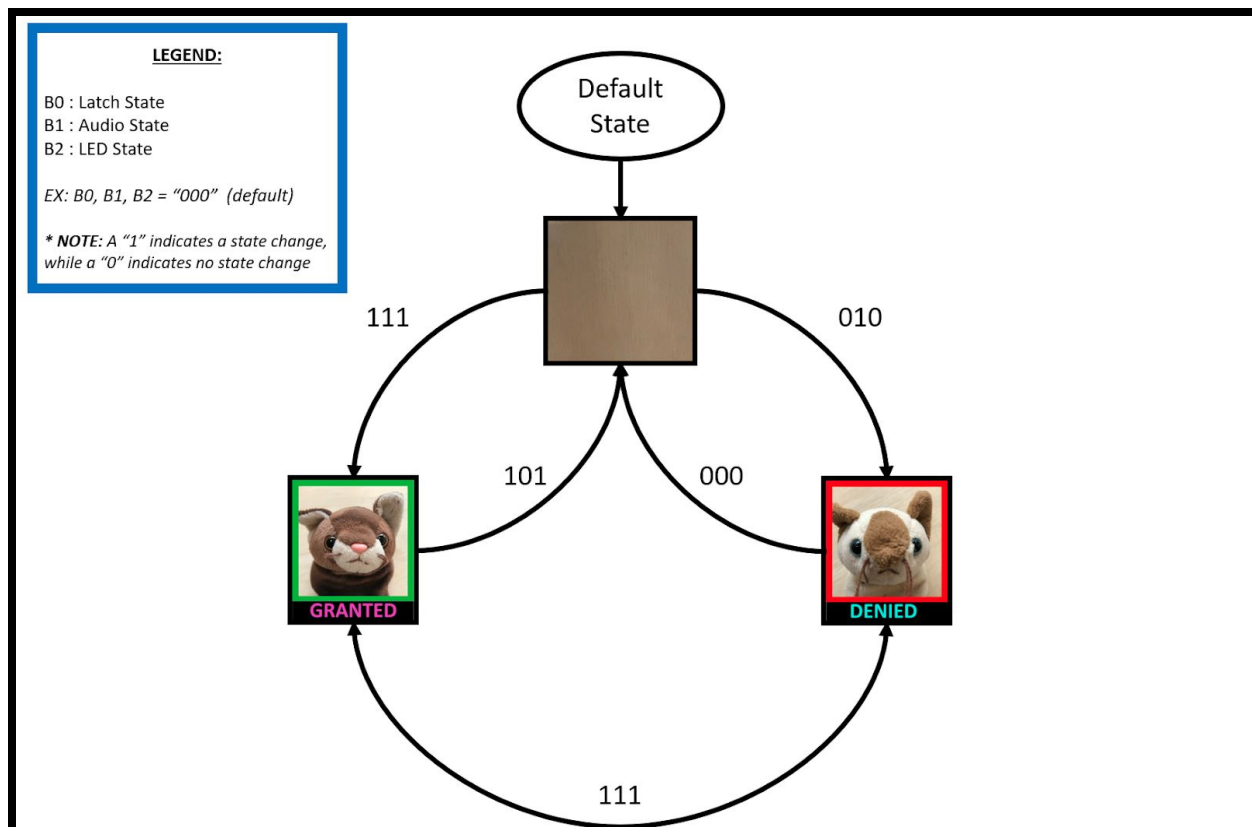 LEGEND:
B0 : Latch State
B1 : Audio State
B2 : LED State
EX: B0, B1, B2 = “000” (default)
* NOTE: A “1” indicates a state change,
while a “0” indicates no state change
Default
State
111
010
101
000
GRANTED
DENIED
111